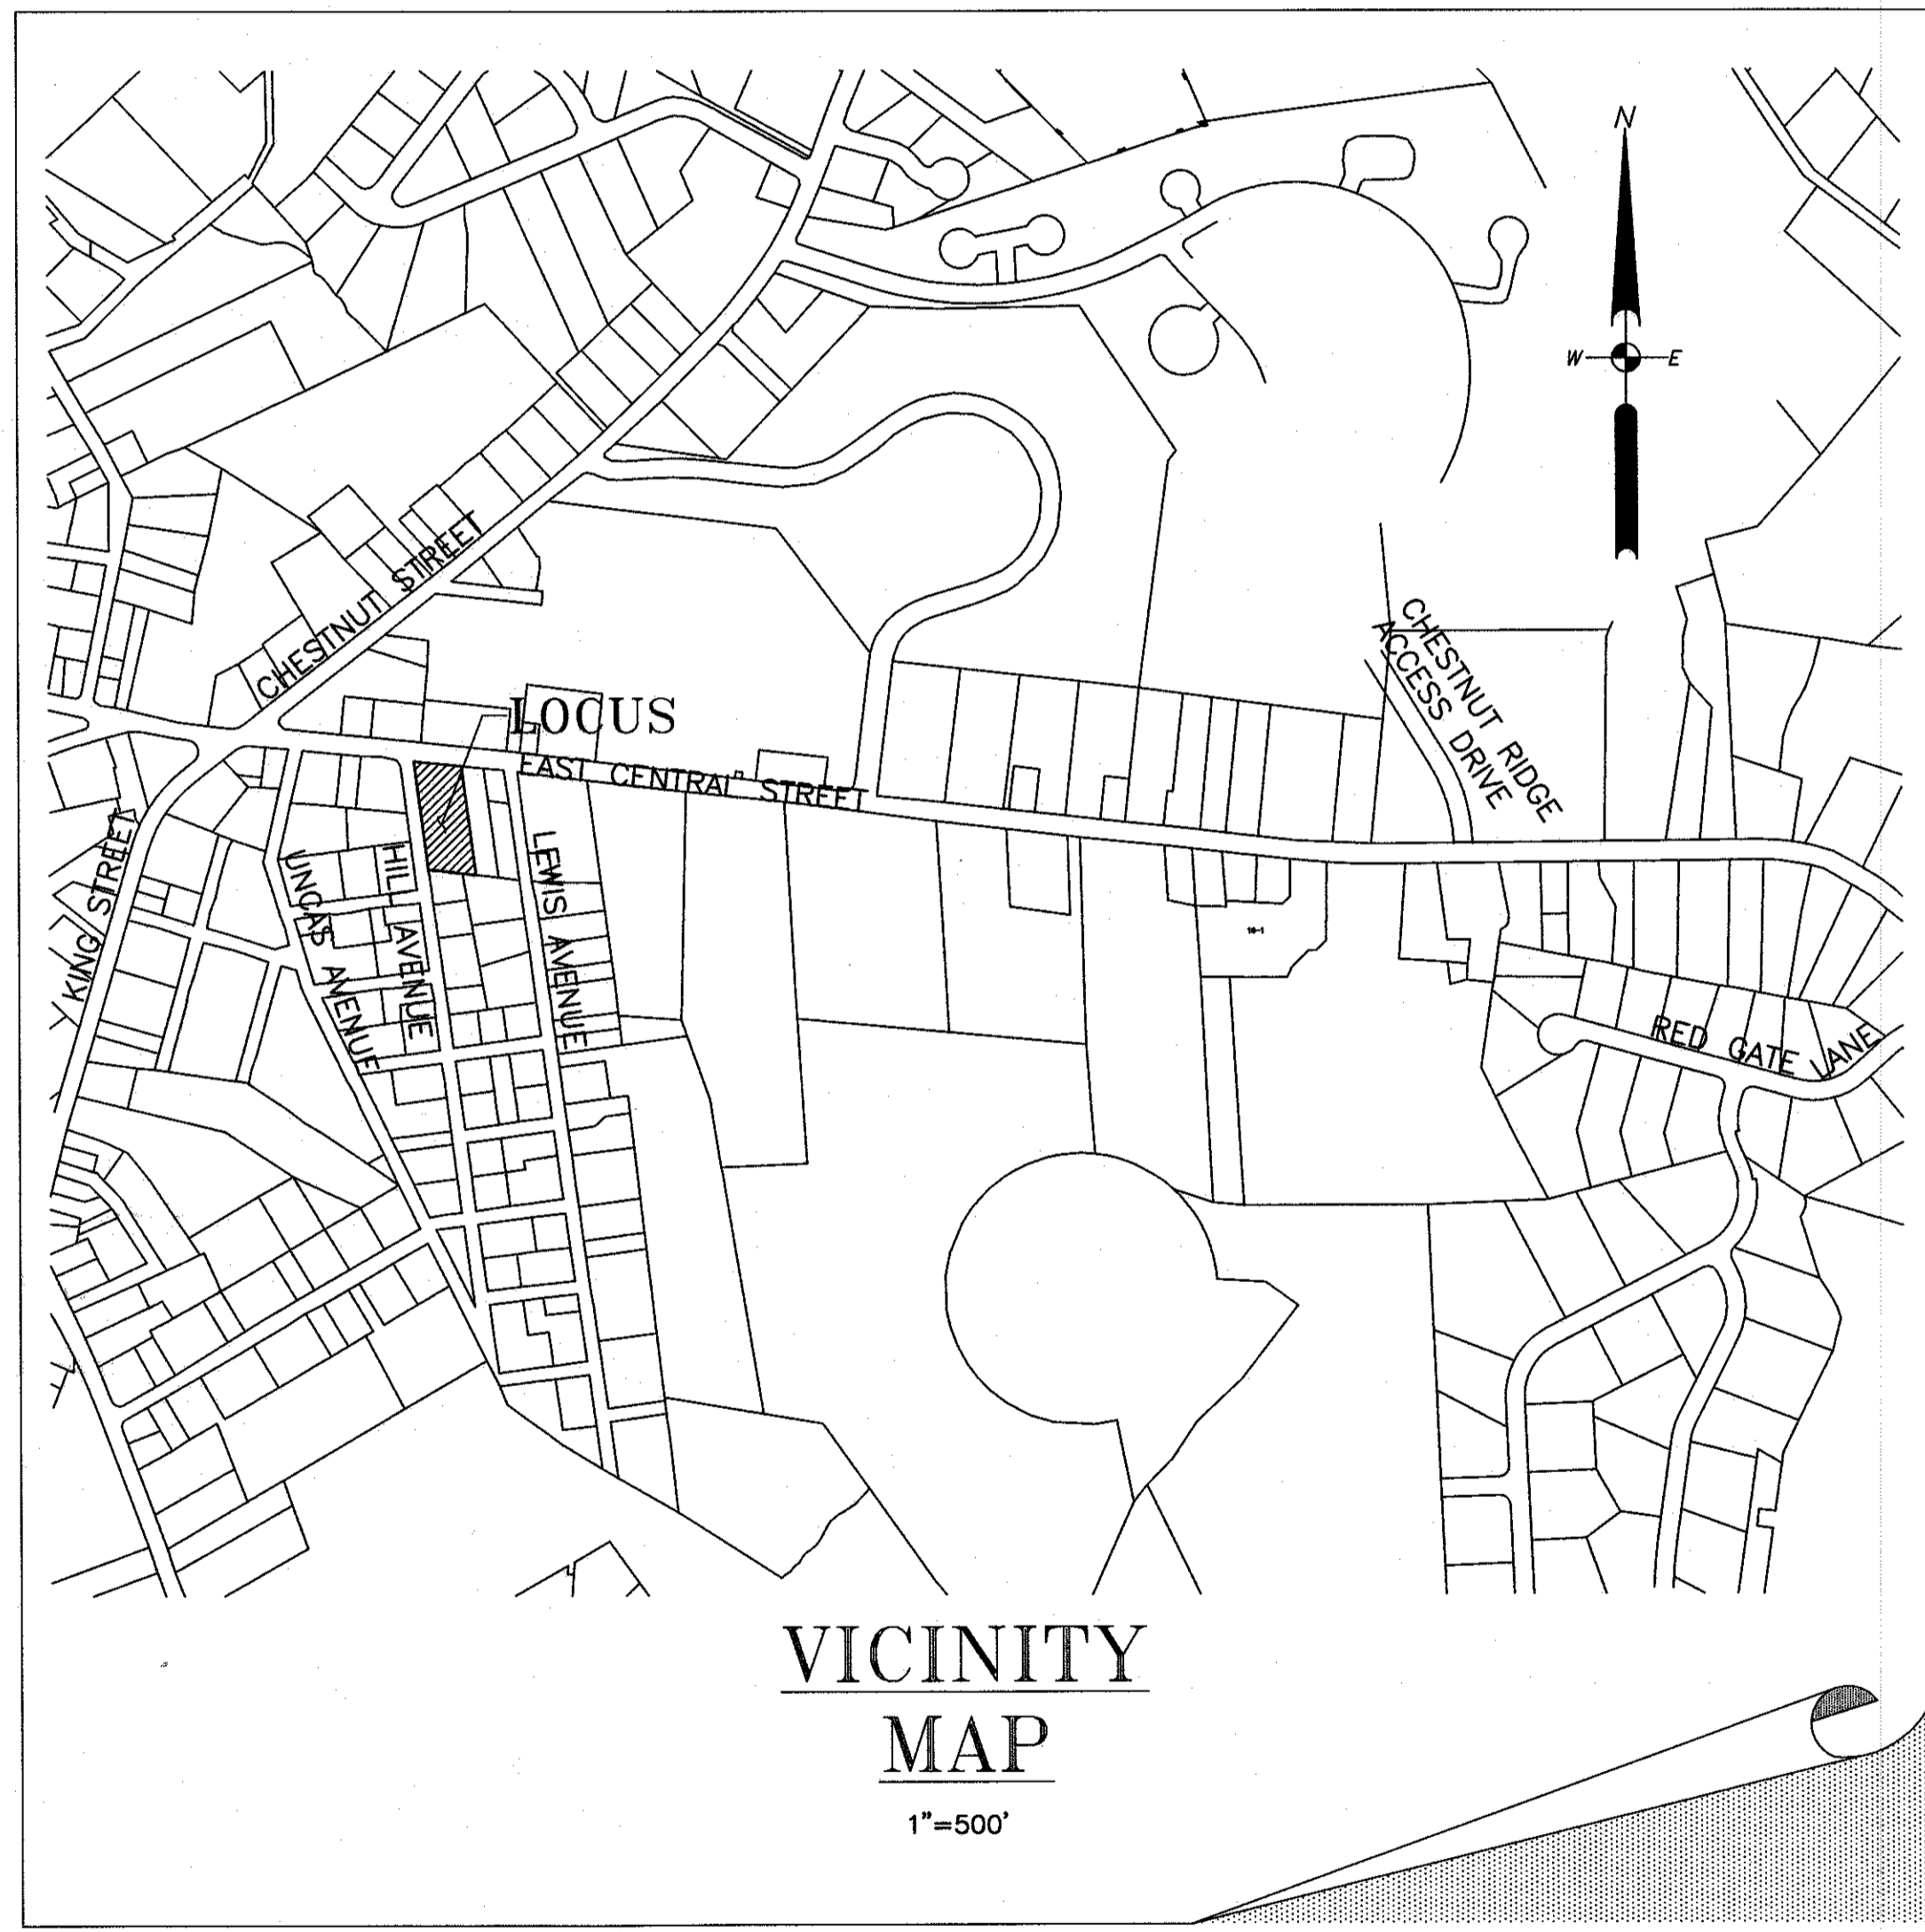 N
W E
CHESTNUT STREET
CHESTNUT RIDGE
ACCESS DRIVE
LOCUS
EAST CENTRAL STREET
KING STREET
UNCAS AVENUE
HILL AVENUE
LEWIS AVENUE
RED GATE LANE
VICINITY
MAP
1"=500'